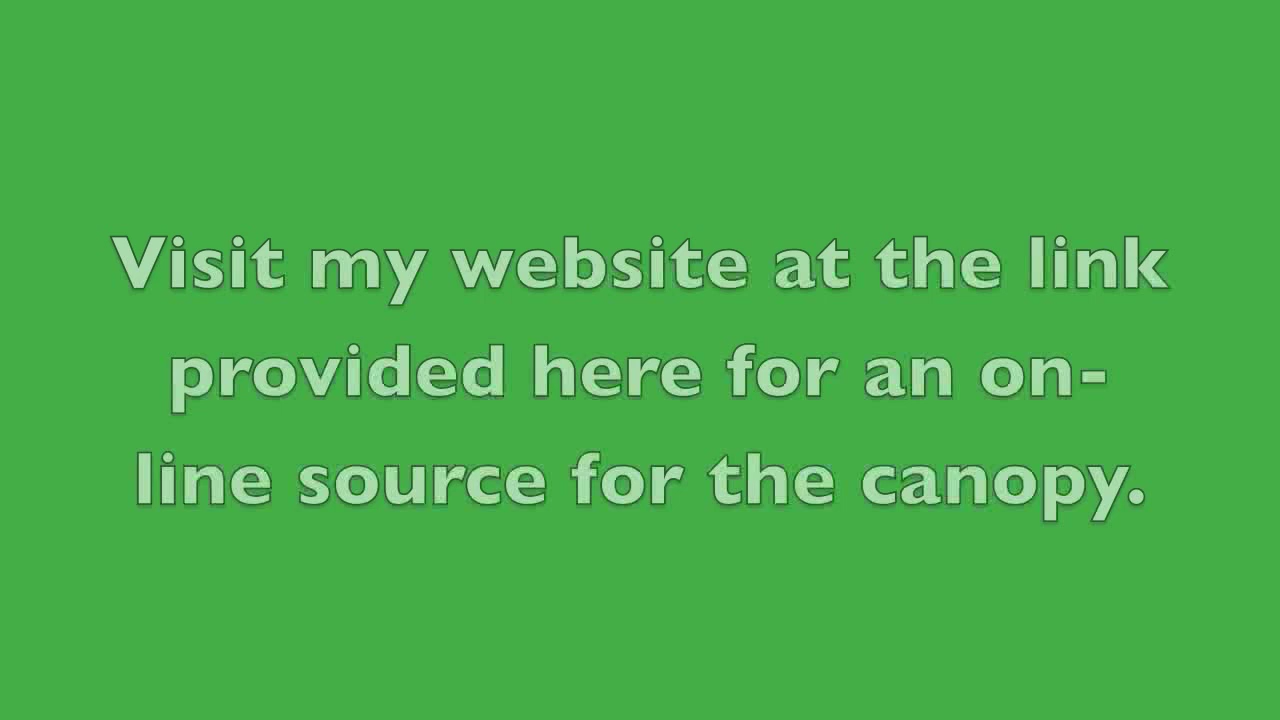 Visit my website at the link
provided here for an on-
line source for the canopy.